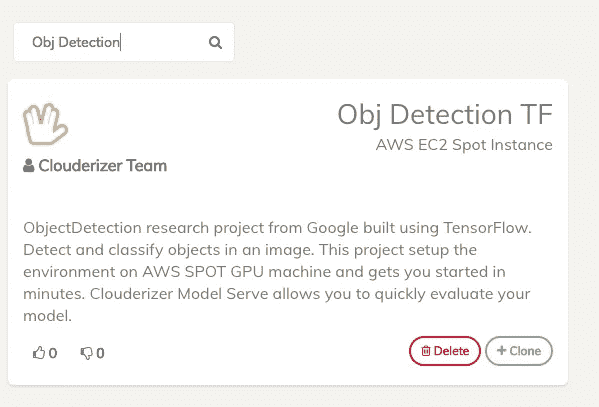 Obj Detection
Obj Detection TF
AWS EC2 Spot Instance
Clouderizer Team
ObjectDetection research project from Google built using TensorFlow.
Detect and classify objects in an image. This project setup the
environment on AWS SPOT GPU machine and gets you started in
minutes. Clouderizer Model Serve allows you to quickly evaluate your
model.
0 0
Delete + Clone